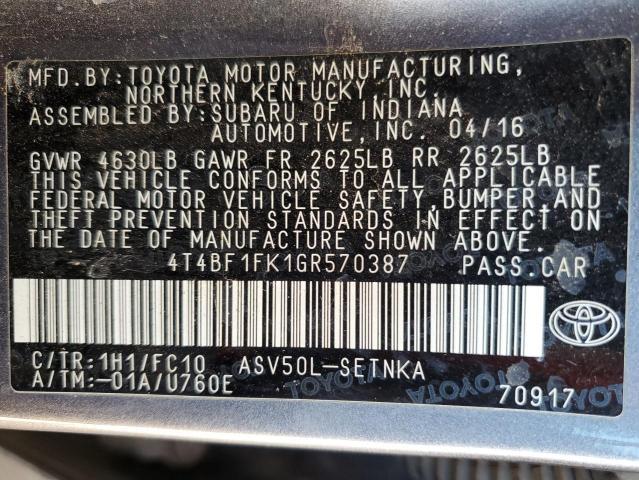 MFD.BY:TOYOTA MOTOR MANUFACTURING,
NORTHERN KENTUCKY,INC.
ASSEMBLED BY:SUBARU OF INDIANA
AUTOMOTIVE,INC. 04/16
GVWR 4630LB GAWR FR 2625LB RR 2625LB
THIS VEHICLE CONFORMS TO ALL APPLICABLE
FEDERAL MOTOR VEHICLE SAFETY,BUMPER,AND
THEFT PREVENTION STANDARDS IN EFFECT ON
THE DATE OF MANUFACTURE SHOWN ABOVE.
4T4BF1FK1GR570387 PASS.CAR
C/TR:1H1/FC10 ASV50L-SETNKA
A/TM:-01A/U760E
70917